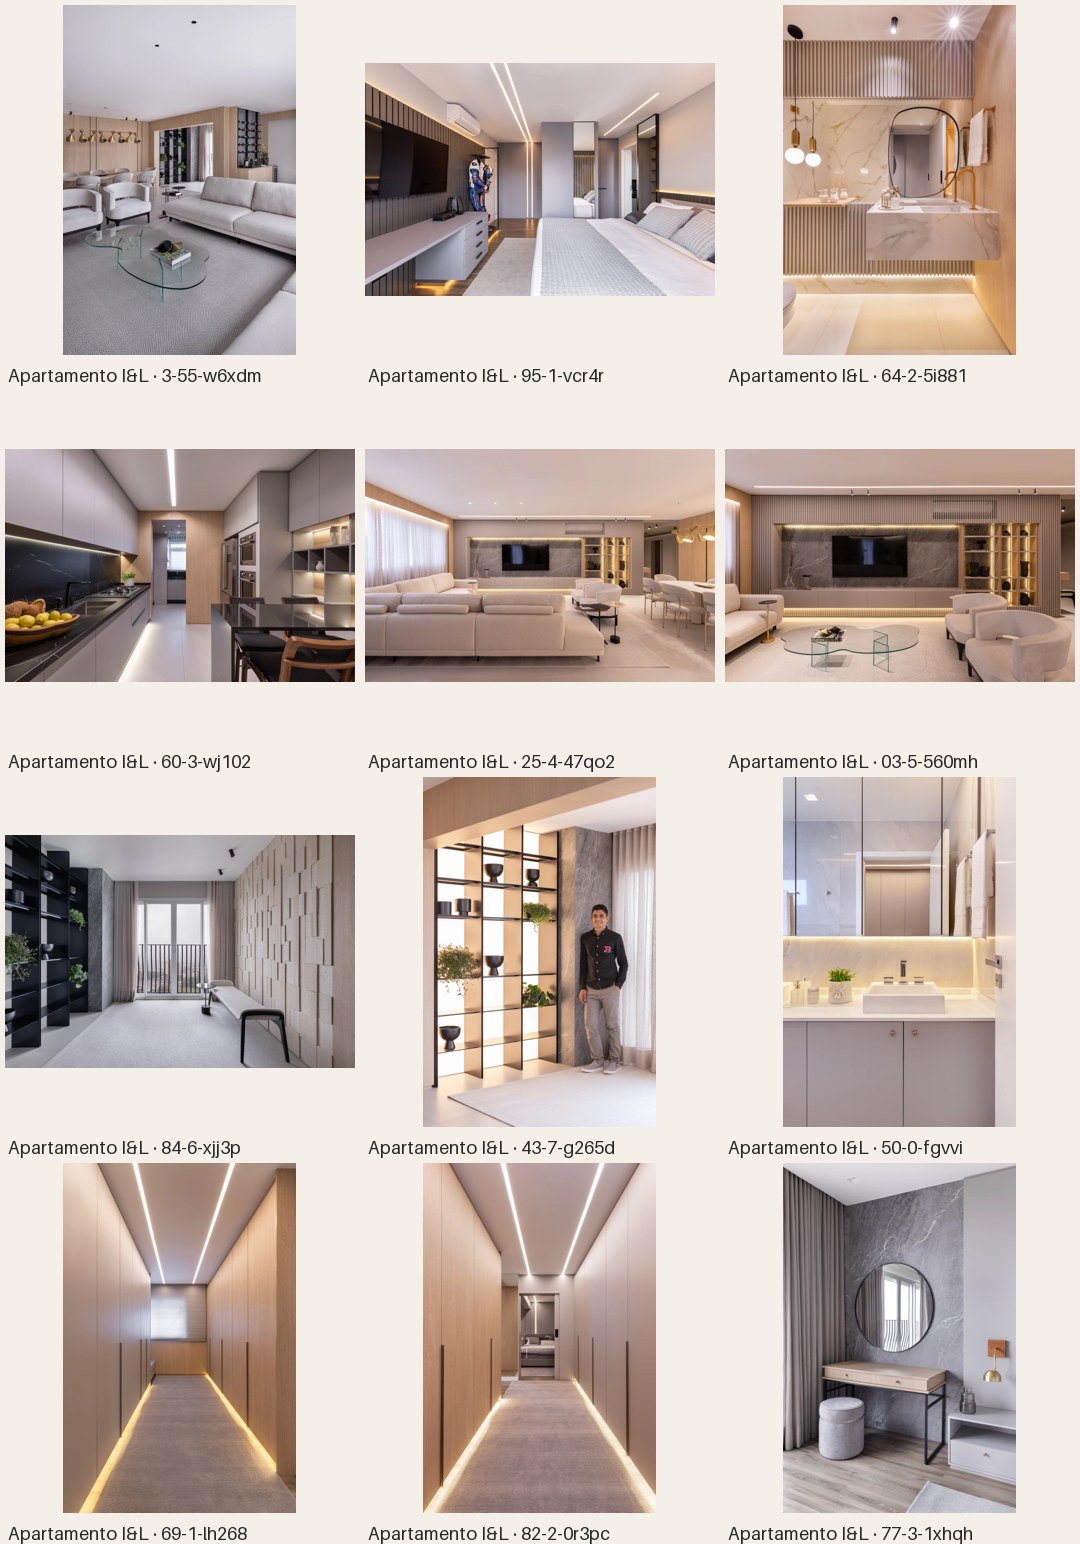 Apartamento I&L · 3-55-w6xdm
Apartamento I&L · 95-1-vcr4r
Apartamento I&L · 64-2-5i881
Apartamento I&L · 60-3-wj102
Apartamento I&L · 25-4-47qo2
Apartamento I&L · 03-5-560mh
Apartamento I&L · 84-6-xjj3p
Apartamento I&L · 43-7-g265d
Apartamento I&L · 50-0-fgvvi
Apartamento I&L · 69-1-lh268
Apartamento I&L · 82-2-0r3pc
Apartamento I&L · 77-3-1xhqh